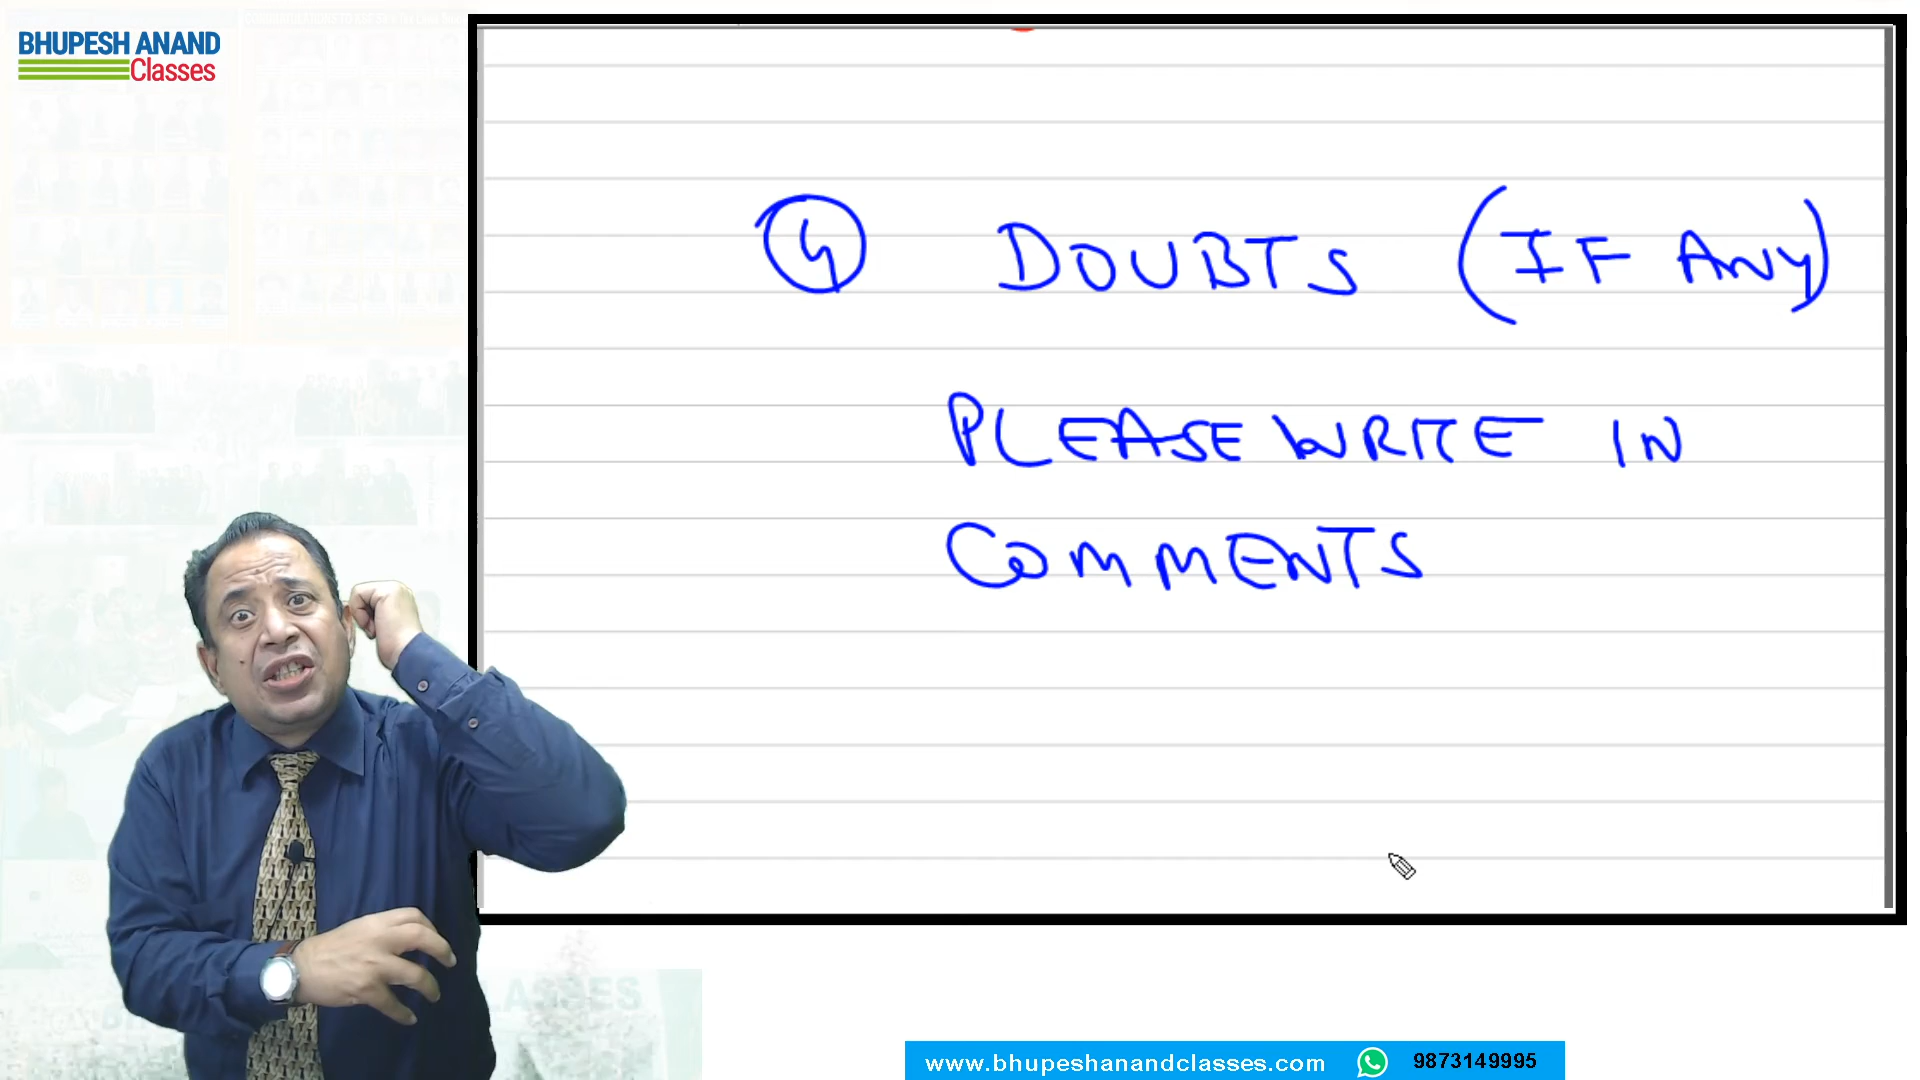 BHUPESH ANAND
Classes
4 DOUBTS (IF ANY)
PLEASE WRITE IN
COMMENTS
www.bhupeshanandclasses.com 9873149995